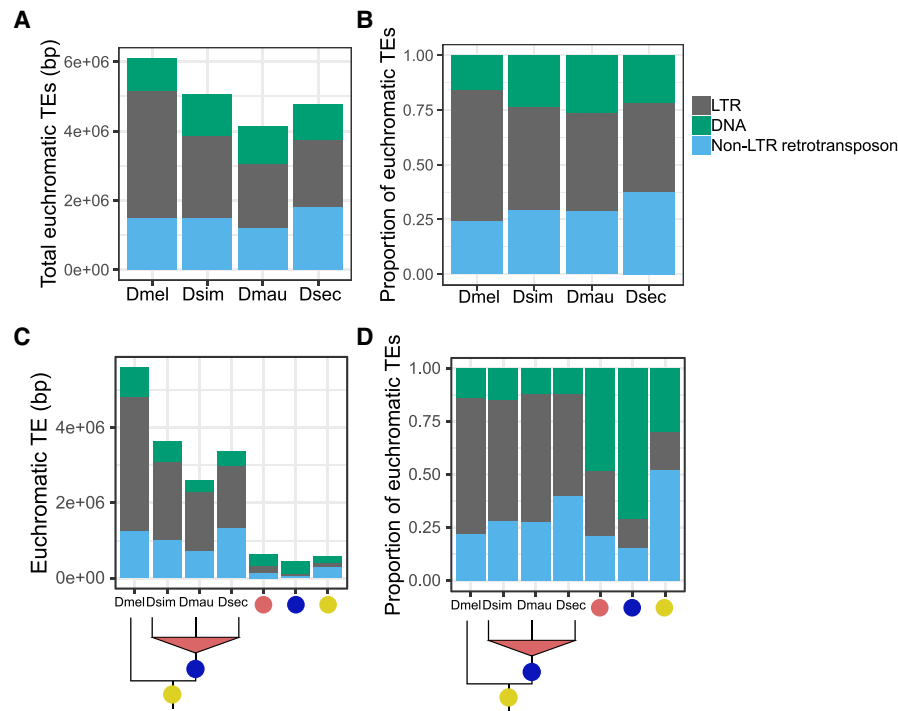 A
Total euchromatic TEs (bp)
6e+06
4e+06
2e+06
0e+00
Dmel Dsim Dmau Dsec
B
Proportion of euchromatic TEs
1.00
0.75
0.50
0.25
0.00
Dmel Dsim Dmau Dsec
LTR
DNA
Non-LTR retrotransposon
C
Euchromatic TE (bp)
4e+06
2e+06
0e+00
Dmel Dsim Dmau Dsec
D
Proportion of euchromatic TEs
1.00
0.75
0.50
0.25
0.00
Dmel Dsim Dmau Dsec